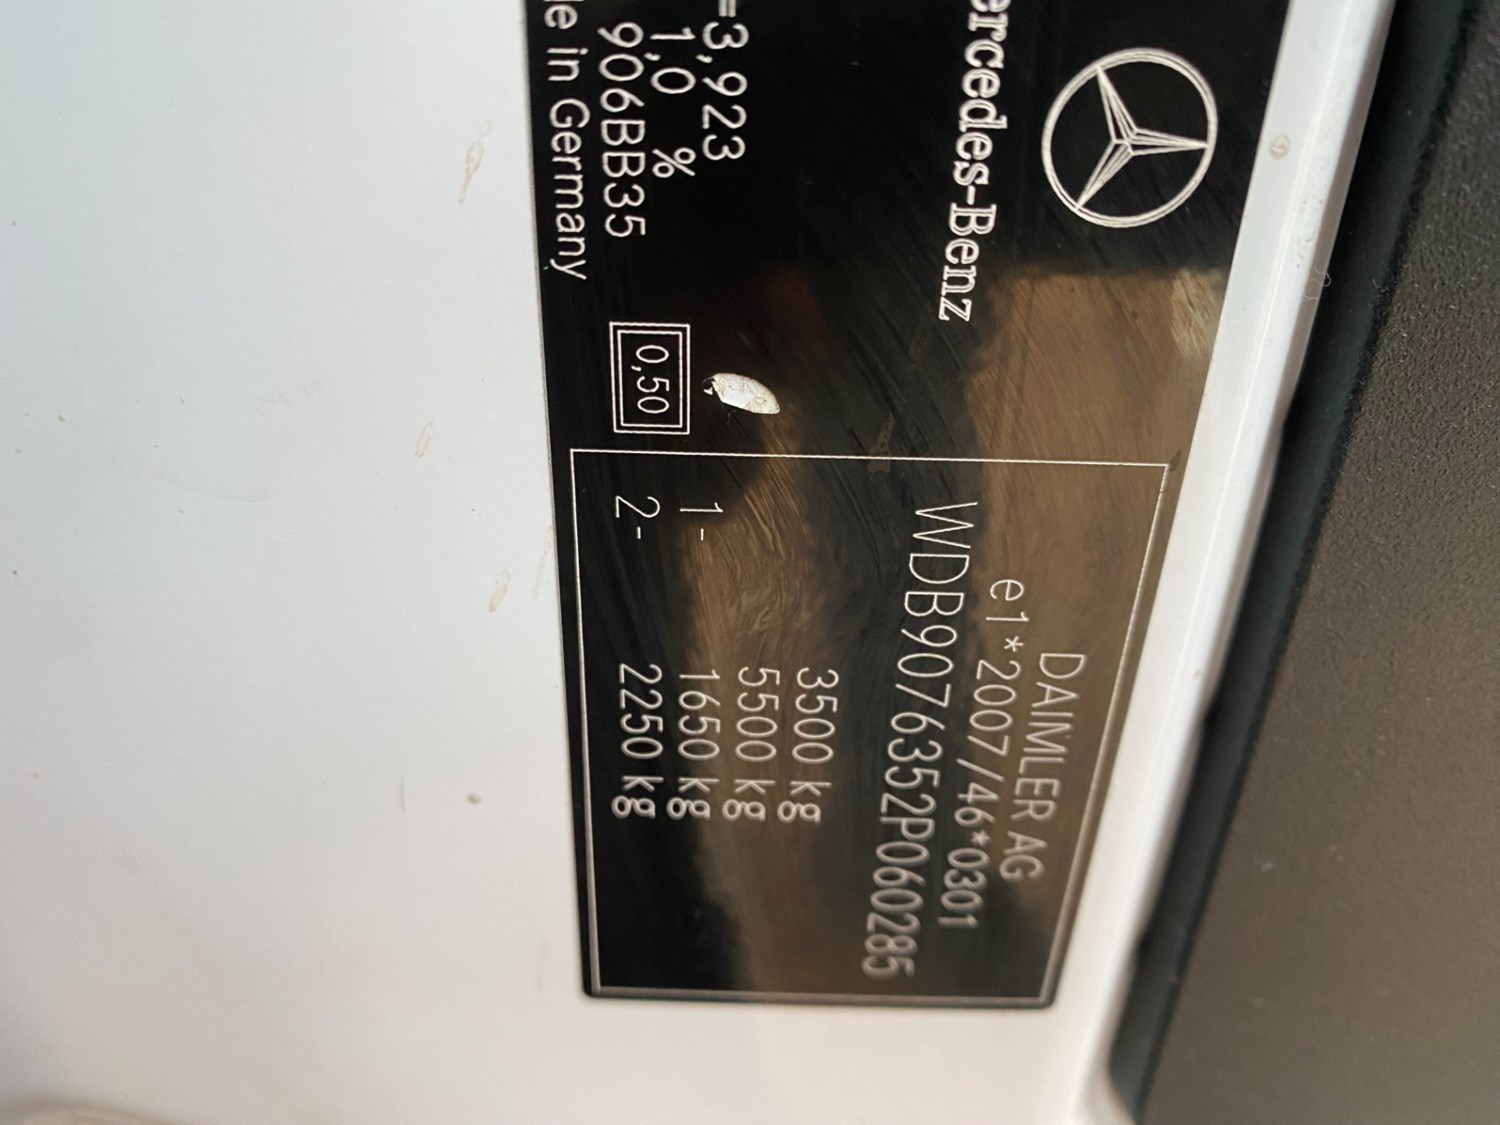 ercedes-Benz
=3,923
1,0 %
906BB35
e in Germany
0,50
DAIMLER AG
e1*2007/46*0301
WDB9076352P060285
3500 kg
5500 kg
1- 1650 kg
2- 2250 kg